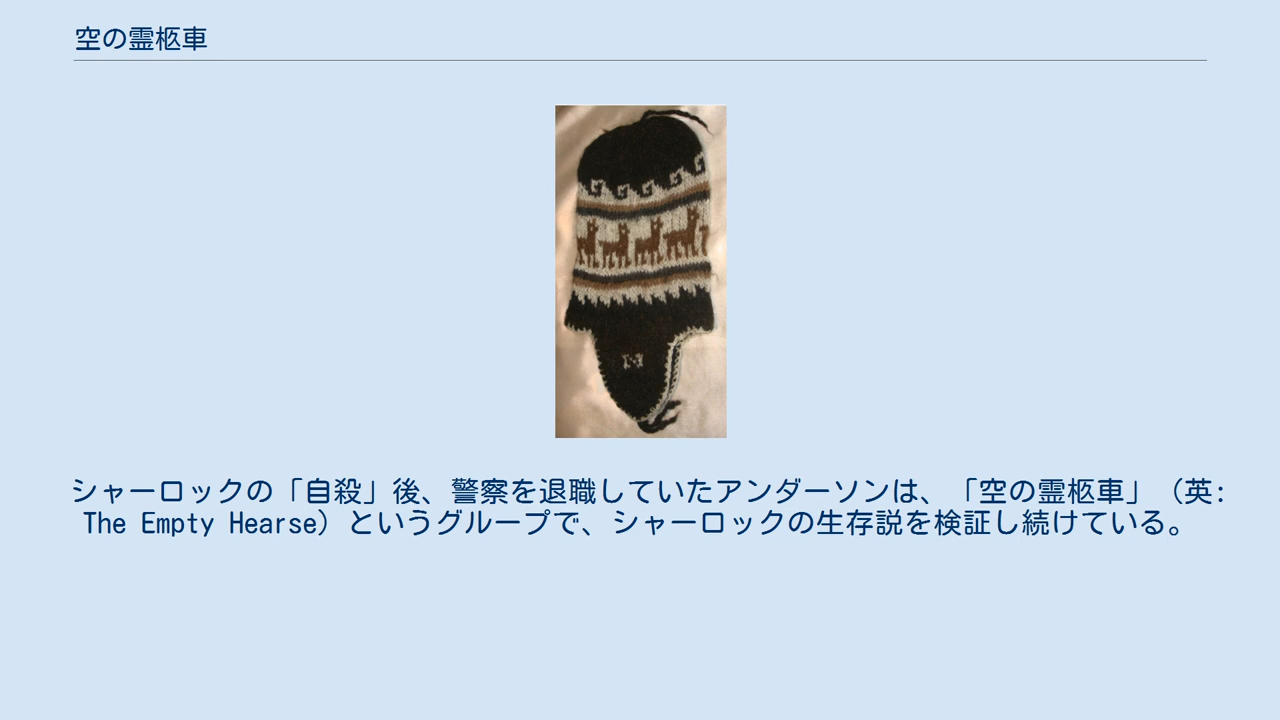 空の霊柩車
シャーロックの「自殺」後、警察を退職していたアンダーソンは、「空の霊柩車」（英:
The Empty Hearse）というグループで、シャーロックの生存説を検証し続けている。